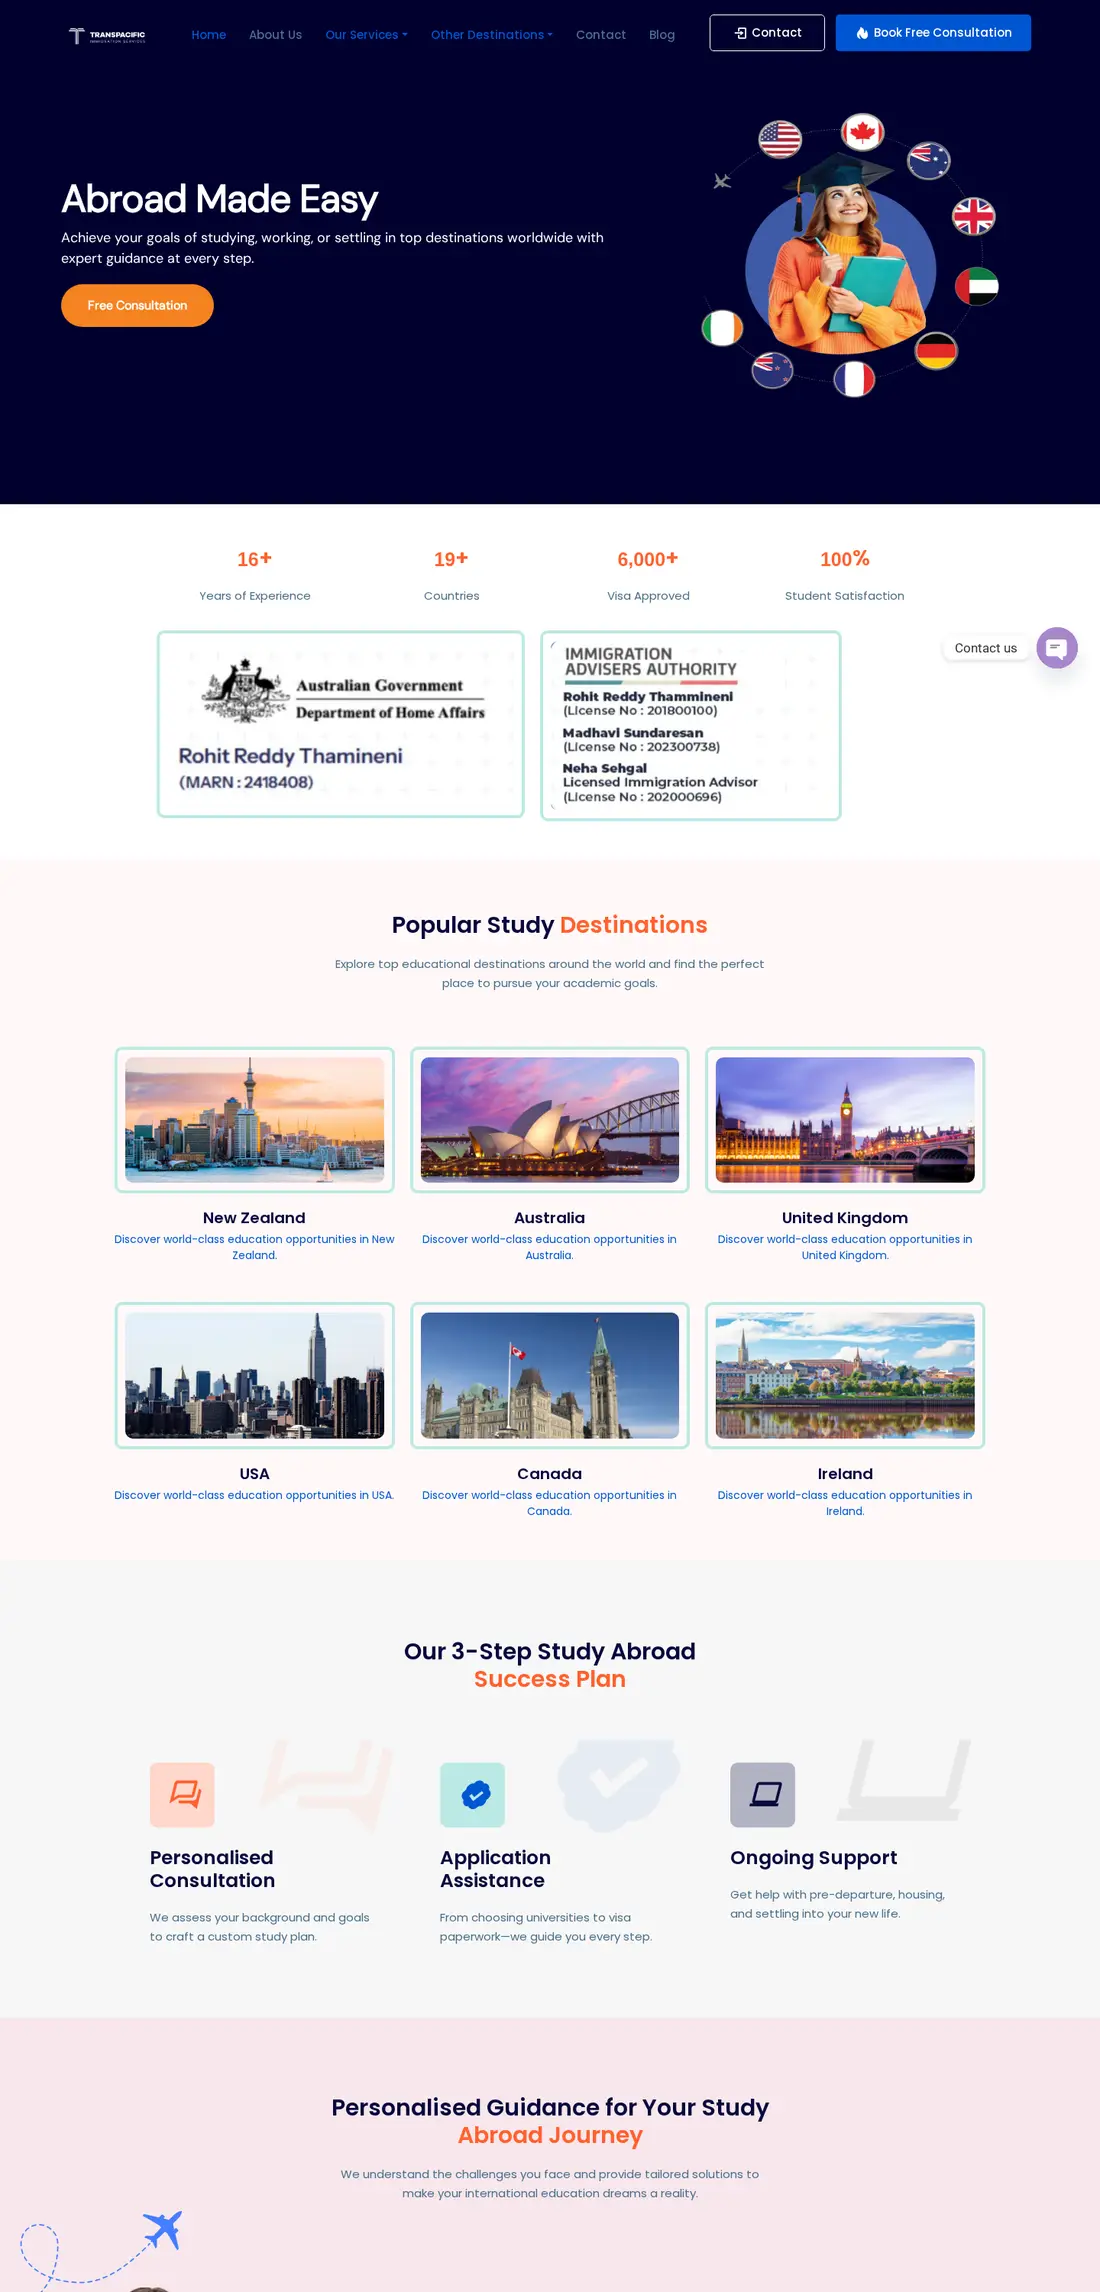 TRANSPACIFIC
IMMIGRATION SERVICES
Home
About Us
Our Services
Other Destinations
Contact
Blog
Contact
Book Free Consultation
Abroad Made Easy
Achieve your goals of studying, working, or settling in top destinations worldwide with
expert guidance at every step.
Free Consultation
16+
19+
6,000+
100%
Years of Experience
Countries
Visa Approved
Student Satisfaction
Australian Government
Department of Home Affairs
Rohit Reddy Thamineni
(MARN : 2418408)
IMMIGRATION
ADVISERS AUTHORITY
Rohit Reddy Thammineni
(License No : 201800100)
Madhavi Sundaresan
(License No : 202300738)
Neha Sehgal
Licensed Immigration Advisor
(License No : 202000696)
Contact us
Popular Study Destinations
Explore top educational destinations around the world and find the perfect
place to pursue your academic goals.
New Zealand
Discover world-class education opportunities in New
Zealand.
Australia
Discover world-class education opportunities in
Australia.
United Kingdom
Discover world-class education opportunities in
United Kingdom.
USA
Discover world-class education opportunities in USA.
Canada
Discover world-class education opportunities in
Canada.
Ireland
Discover world-class education opportunities in
Ireland.
Our 3-Step Study Abroad
Success Plan
Personalised
Consultation
We assess your background and goals
to craft a custom study plan.
Application
Assistance
From choosing universities to visa
paperwork—we guide you every step.
Ongoing Support
Get help with pre-departure, housing,
and settling into your new life.
Personalised Guidance for Your Study
Abroad Journey
We understand the challenges you face and provide tailored solutions to
make your international education dreams a reality.